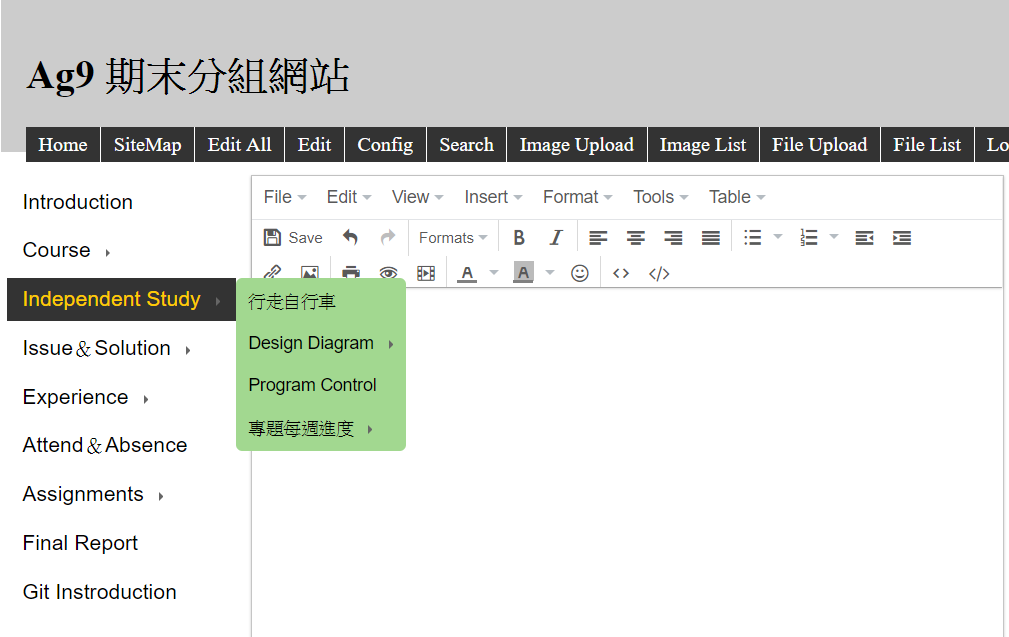 Ag9 期末分組網站
Home SiteMap Edit All Edit Config Search Image Upload Image List File Upload File List Lo
File Edit View Insert Format Tools Table
Save Formats
Introduction
Course
Independent Study
Issue＆Solution
Experience
Attend＆Absence
Assignments
Final Report
Git Instroduction
行走自行車
Design Diagram
Program Control
專題每週進度